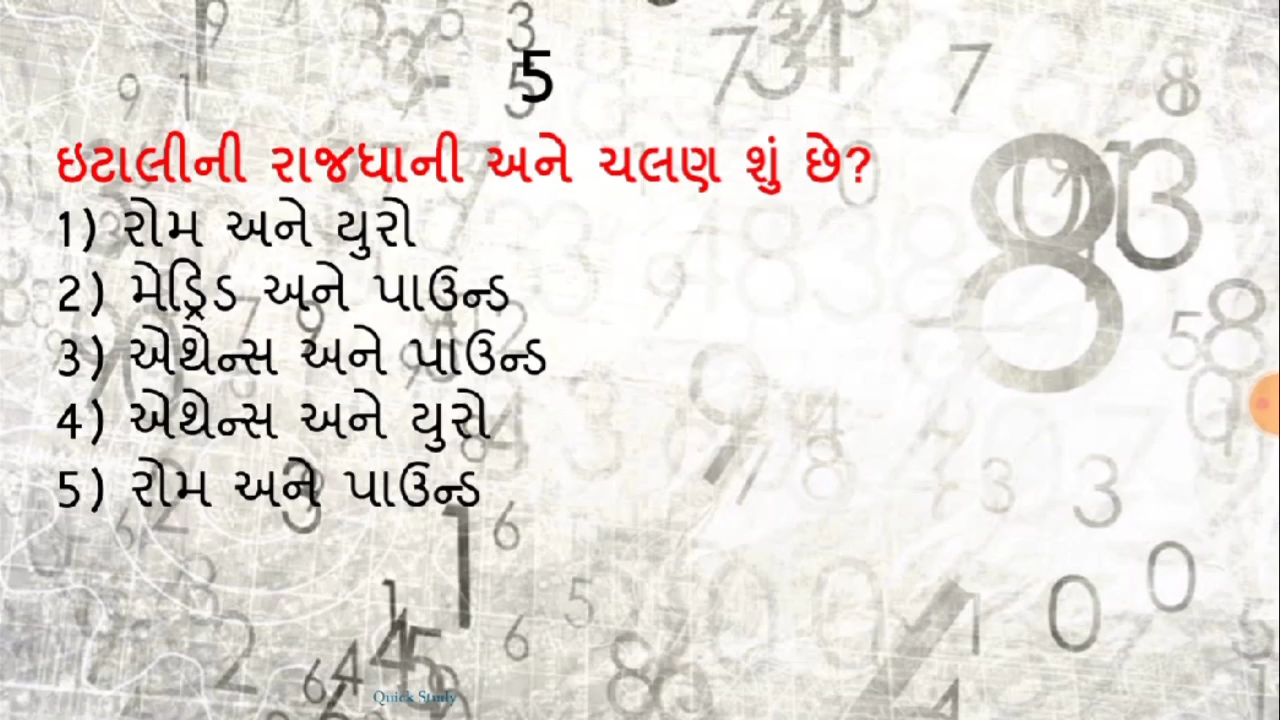 5
ઇટાલીની રાજધાની અને ચલણ શું છે?
1) રોમ અને યુરો
2) મેડ્રિડ અને પાઉન્ડ
3) એથેન્સ અને પાઉન્ડ
4) એથેન્સ અને યુરો
5) રોમ અને પાઉન્ડ
Quick Study